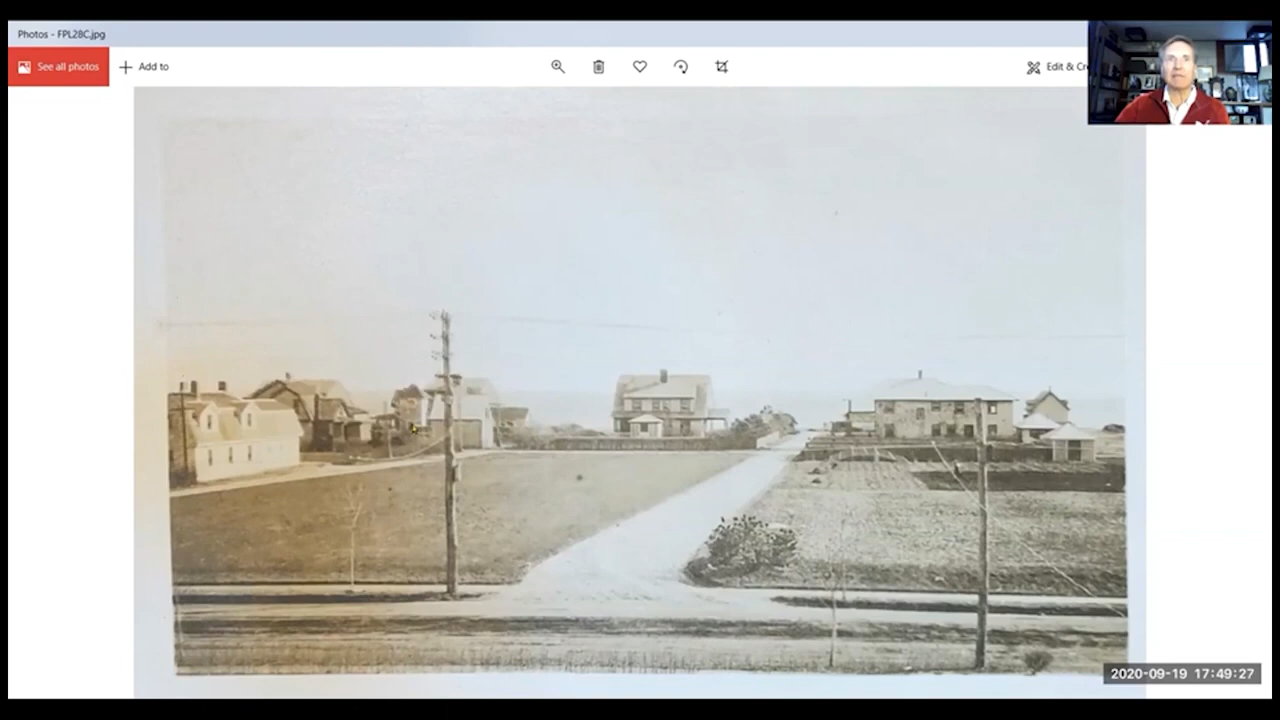 Photos - FPL28C.jpg
See all photos
Add to
Edit & Cr
2020-09-19 17:49:27